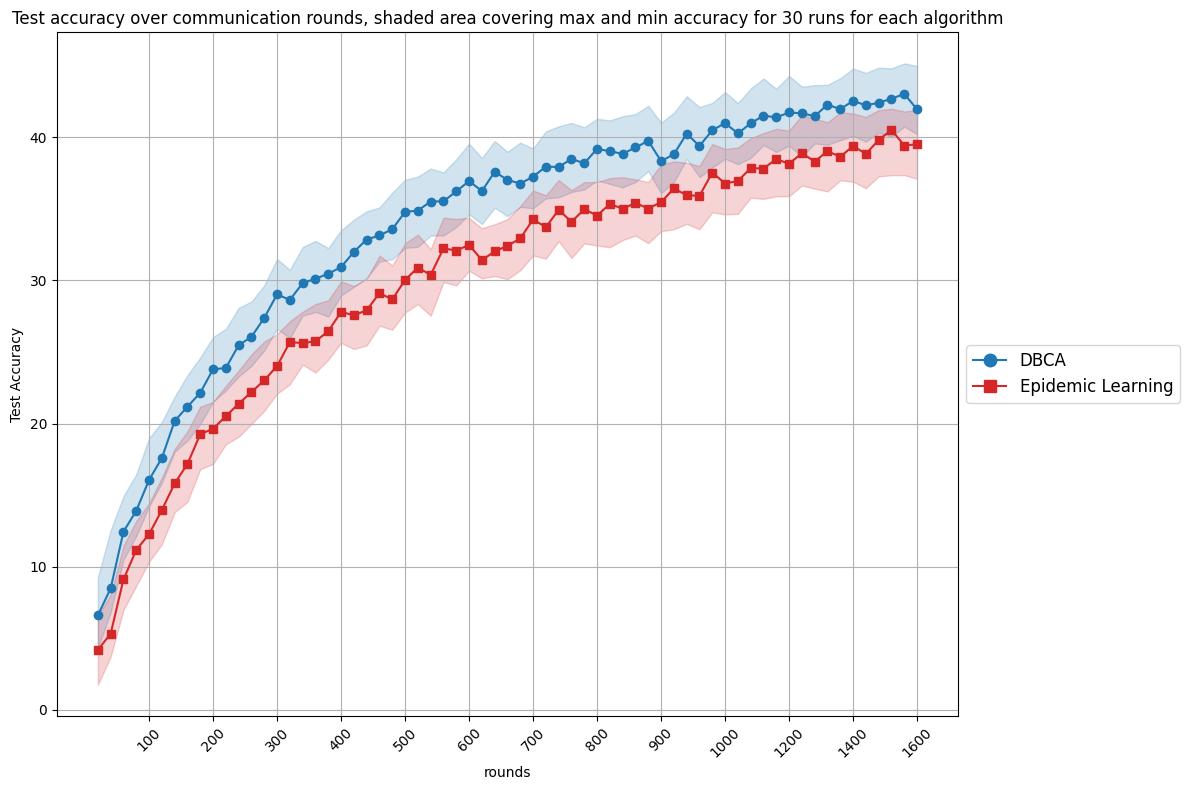 Test accuracy over communication rounds, shaded area covering max and min accuracy for 30 runs for each algorithm
Test Accuracy
40
30
20
10
0
100 200 300 400 500 600 700 800 900 1000 1200 1400 1600
rounds
DBCA
Epidemic Learning